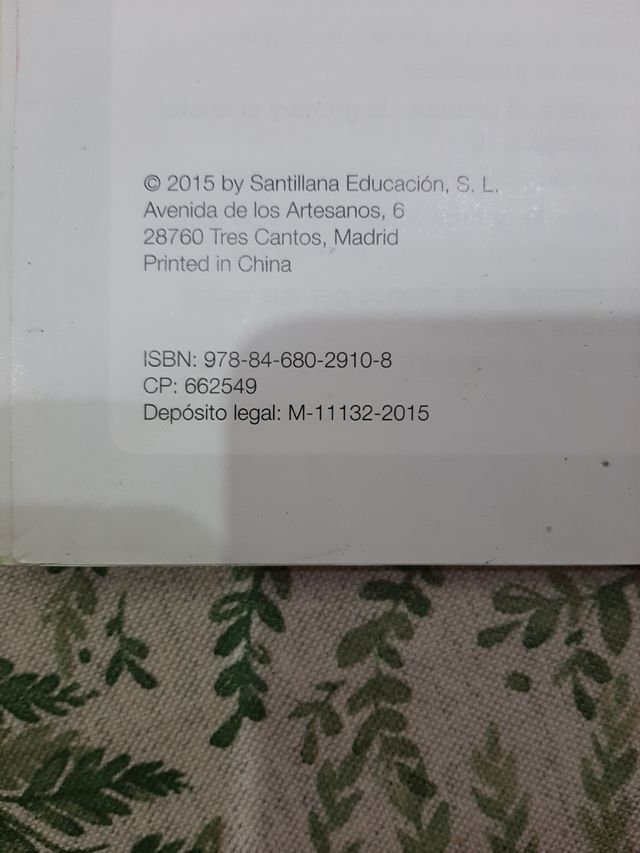 © 2015 by Santillana Educación, S. L.
Avenida de los Artesanos, 6
28760 Tres Cantos, Madrid
Printed in China
ISBN: 978-84-680-2910-8
CP: 662549
Depósito legal: M-11132-2015